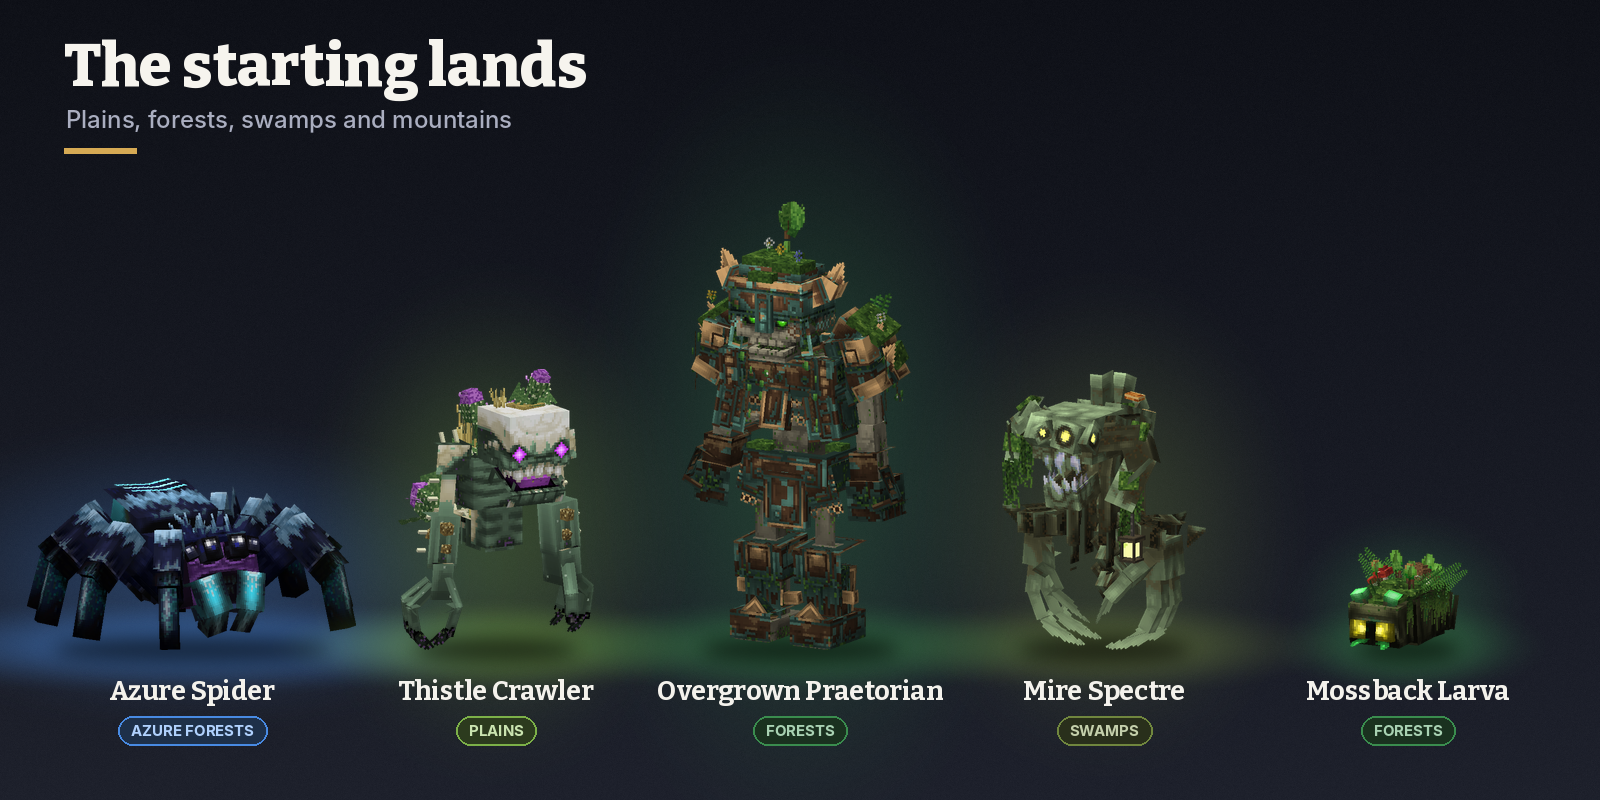 The starting lands
Plains, forests, swamps and mountains
Azure Spider
AZURE FORESTS
Thistle Crawler
PLAINS
Overgrown Praetorian
FORESTS
Mire Spectre
SWAMPS
Mossback Larva
FORESTS